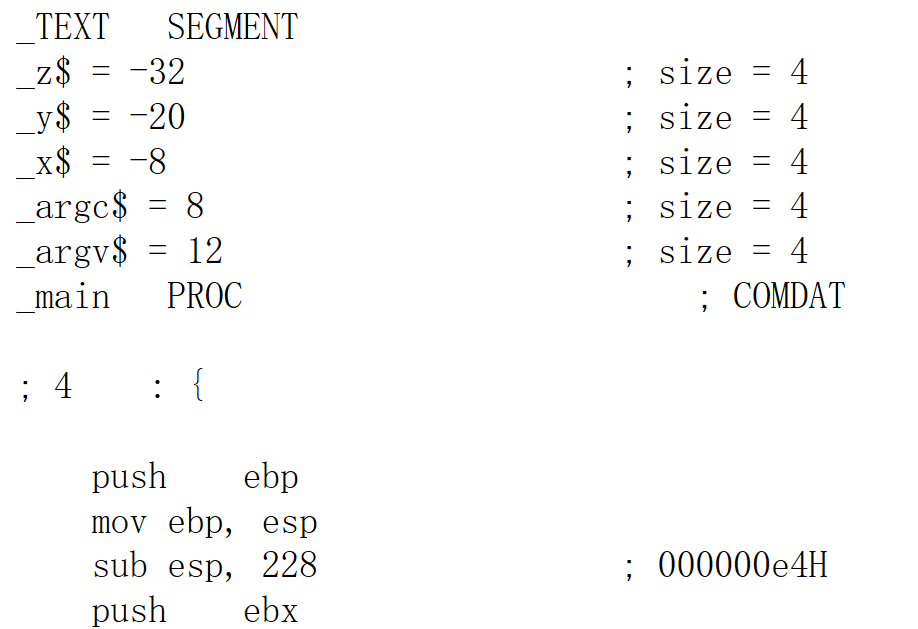 _TEXT   SEGMENT
_z$ = -32                       ; size = 4
_y$ = -20                       ; size = 4
_x$ = -8                        ; size = 4
_argc$ = 8                      ; size = 4
_argv$ = 12                     ; size = 4
_main   PROC                        ; COMDAT
; 4    : {
    push    ebp
    mov ebp, esp
    sub esp, 228                ; 000000e4H
    push    ebx